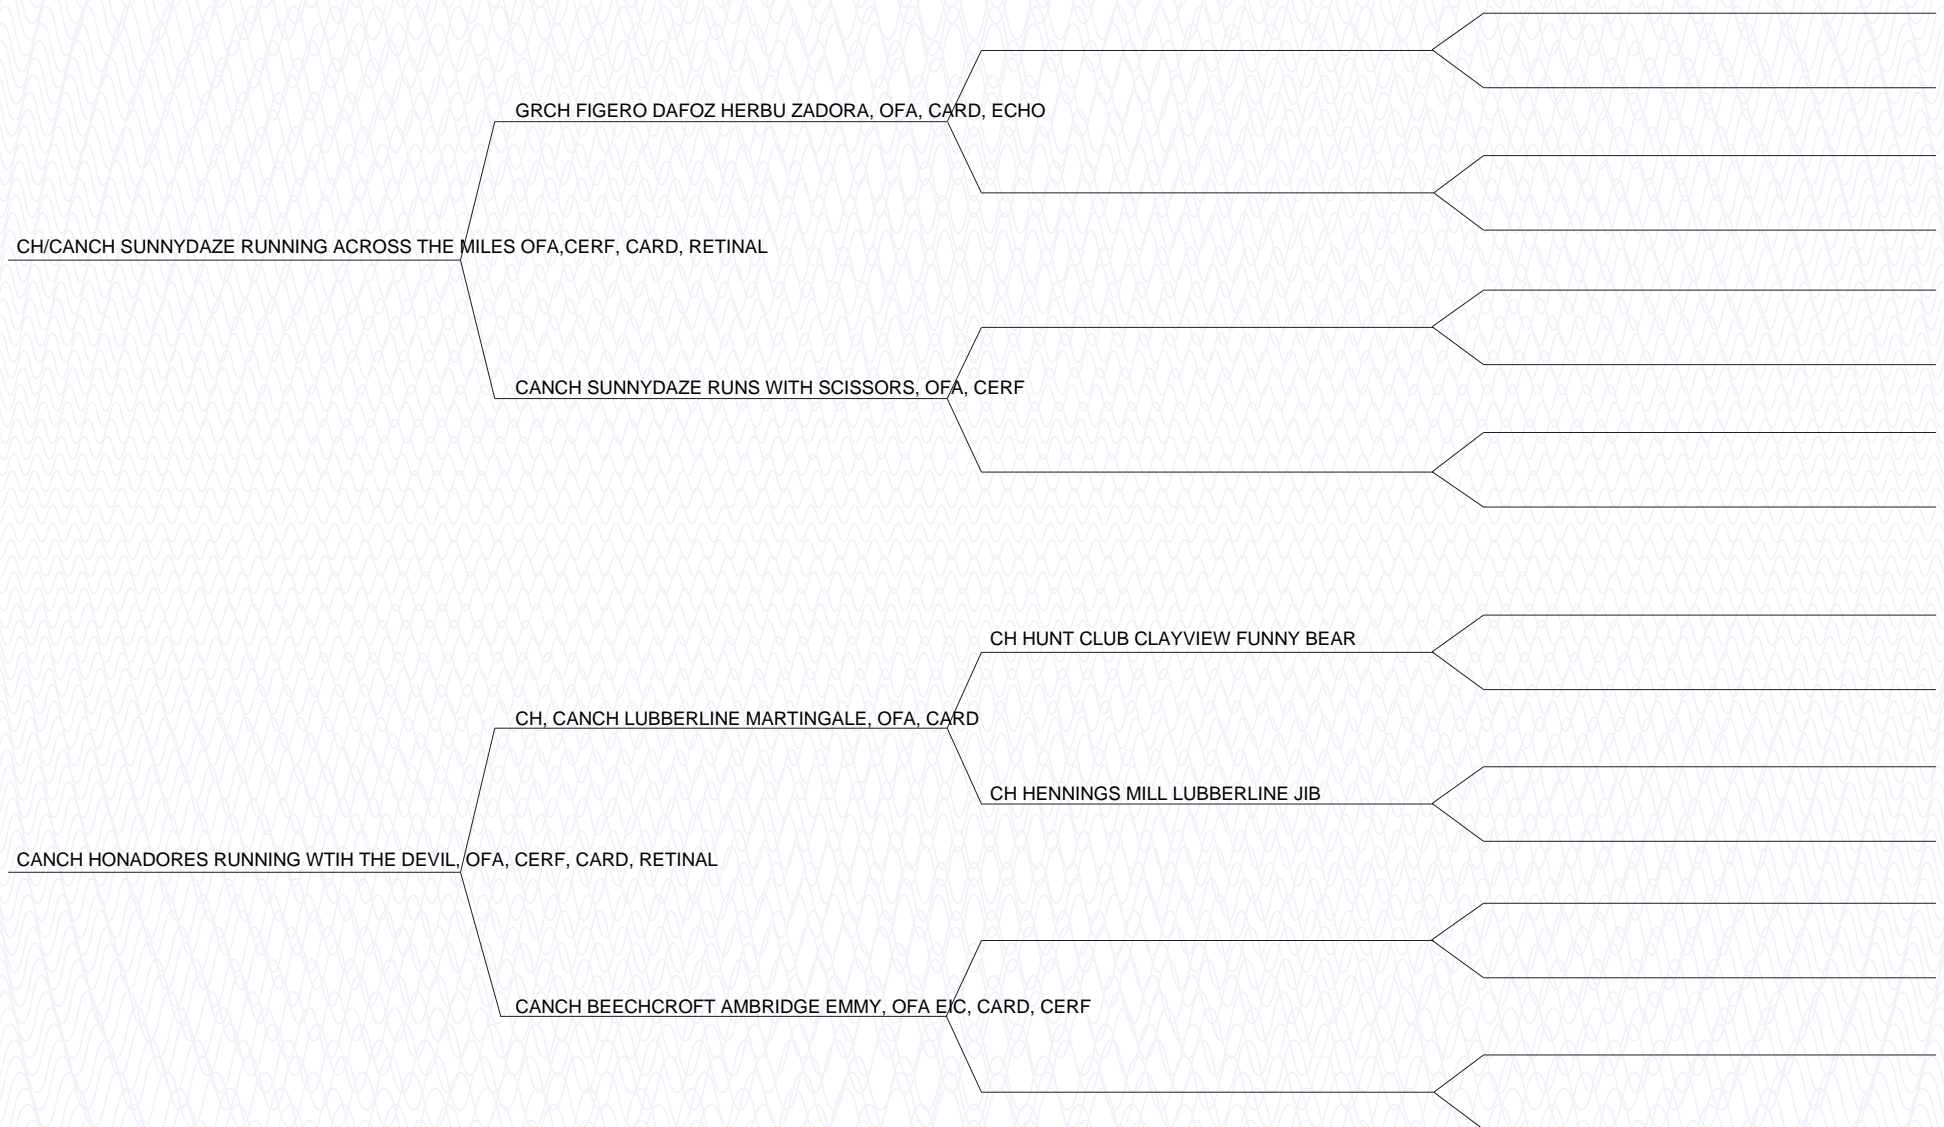 GRCH FIGERO DAFOZ HERBU ZADORA, OFA, CARD, ECHO
CH/CANCH SUNNYDAZE RUNNING ACROSS THE MILES OFA,CERF, CARD, RETINAL
CANCH SUNNYDAZE RUNS WITH SCISSORS, OFA, CERF
CH HUNT CLUB CLAYVIEW FUNNY BEAR
CH, CANCH LUBBERLINE MARTINGALE, OFA, CARD
CH HENNINGS MILL LUBBERLINE JIB
CANCH HONADORES RUNNING WTIH THE DEVIL, OFA, CERF, CARD, RETINAL
CANCH BEECHCROFT AMBRIDGE EMMY, OFA EIC, CARD, CERF